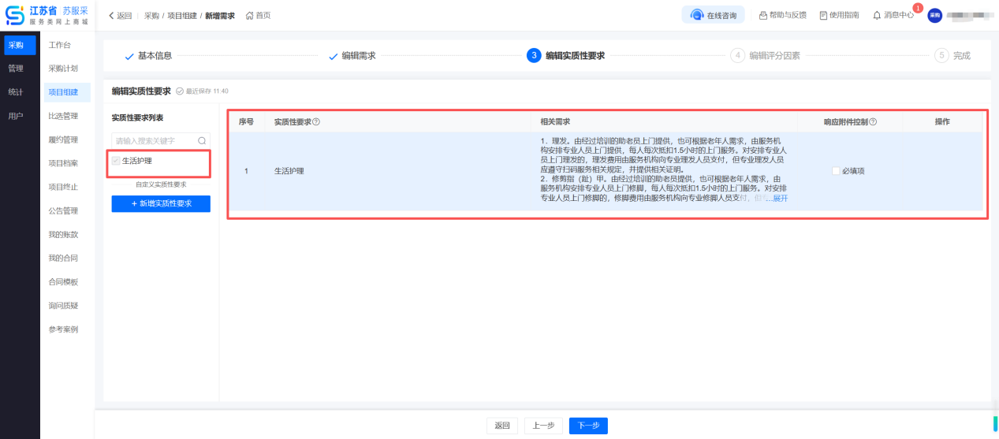 江苏省 苏服采
服务类网上商城
返回 采购 / 项目组建 / 新增需求 首页
在线咨询 帮助与反馈 使用指南 消息中心 1 采购
采购
管理
统计
用户
工作台
采购计划
项目组建
比选管理
履约管理
项目档案
项目终止
公告管理
我的账款
我的合同
合同模板
询问质疑
参考案例
基本信息 编辑需求 3 编辑实质性要求 4 编辑评分因素 5 完成
编辑实质性要求 最近保存 11:40
实质性要求列表
请输入搜索关键字
生活护理
自定义实质性要求
+ 新增实质性要求
序号 实质性要求 相关需求 响应附件控制 操作
1 生活护理
1. 理发。由经过培训的助老员上门提供，也可根据老年人需求，由服务机
构安排专业人员上门提供，每人每次抵扣1.5小时的上门服务。对安排专业人
员上门理发的，理发费用由服务机构向专业理发人员支付，但专业理发人员
应遵守扫码服务相关规定，并提供相关证明。
2. 修剪指（趾）甲。由经过培训的助老员提供，也可根据老年人需求，由
服务机构安排专业人员上门修脚，每人每次抵扣1.5小时的上门服务。对安排
专业人员上门修脚的，修脚费用由服务机构向专业修脚人员支付，但 ...展开
必填项
返回 上一步 下一步